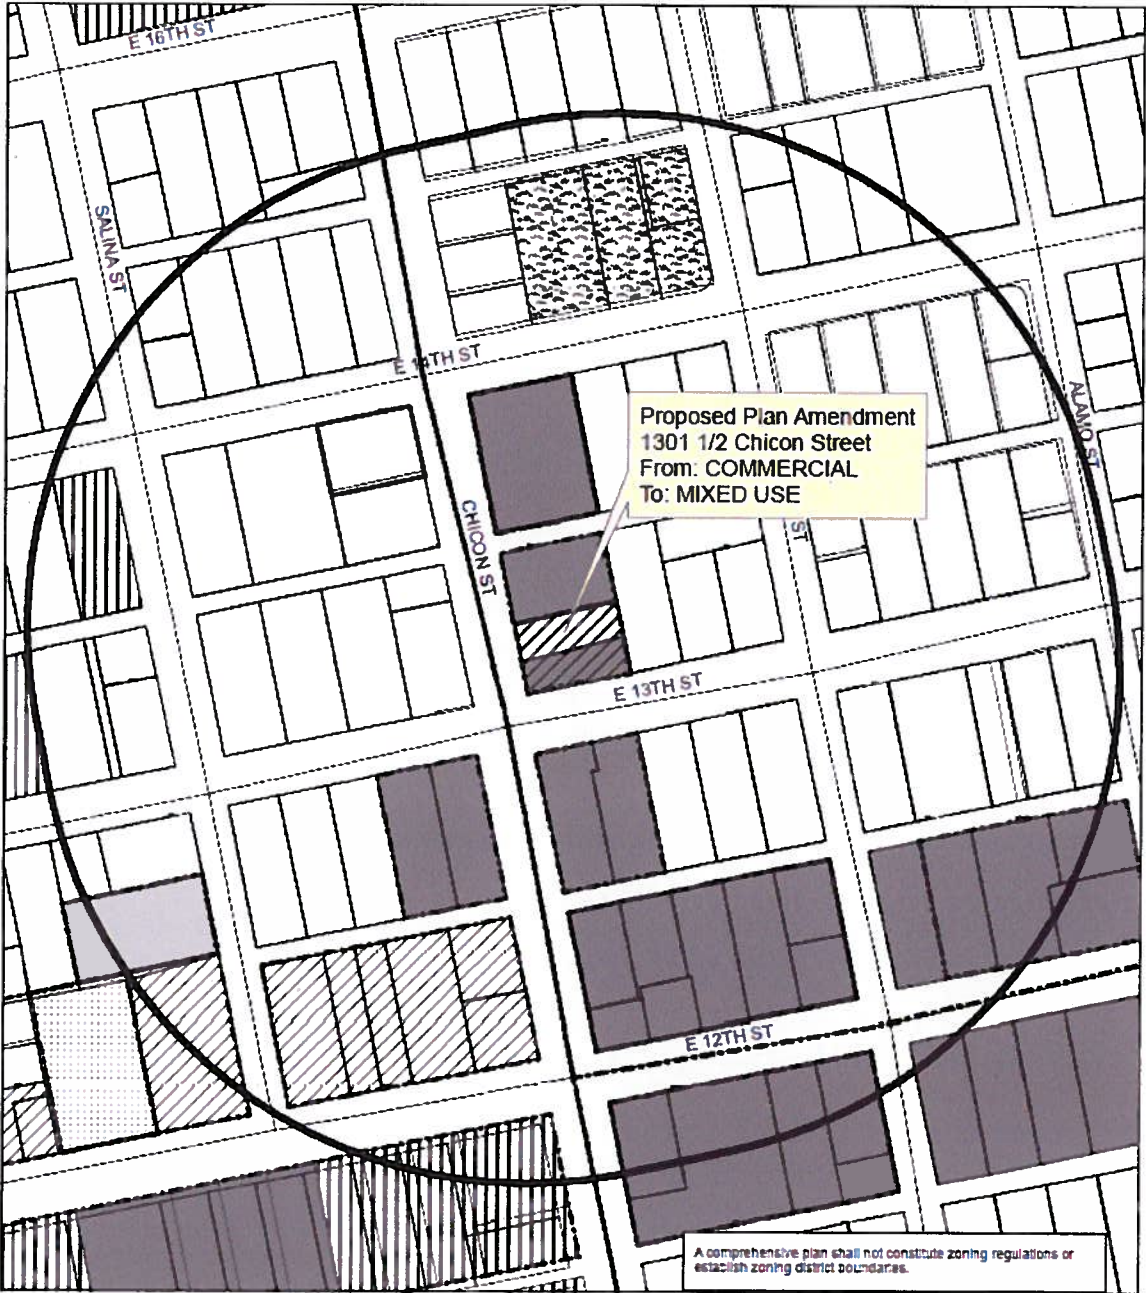 E 16TH ST
SALINA ST
E 14TH ST
Proposed Plan Amendment
1301 1/2 Chicon Street
From: COMMERCIAL
To: MIXED USE
ALAMO ST
CHICON ST
ST
E 13TH ST
E 12TH ST
A comprehensive plan shall not constitute zoning regulations or
establish zoning district boundaries.